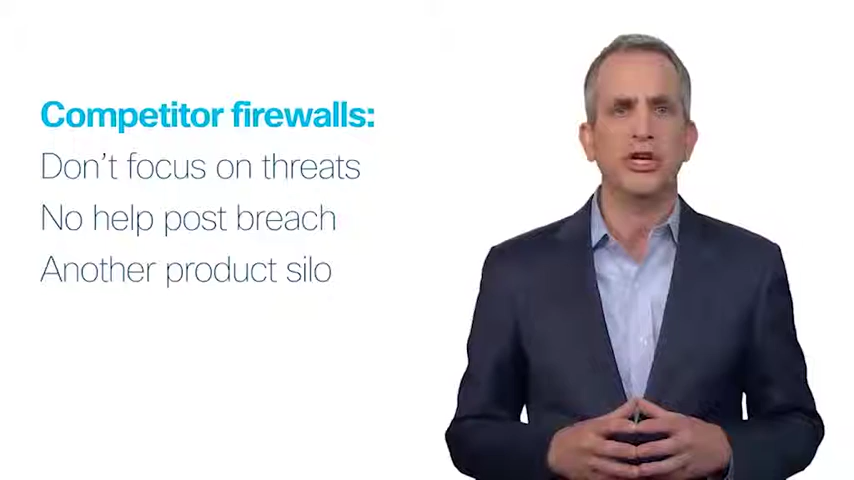 Competitor firewalls:
Don't focus on threats
No help post breach
Another product silo